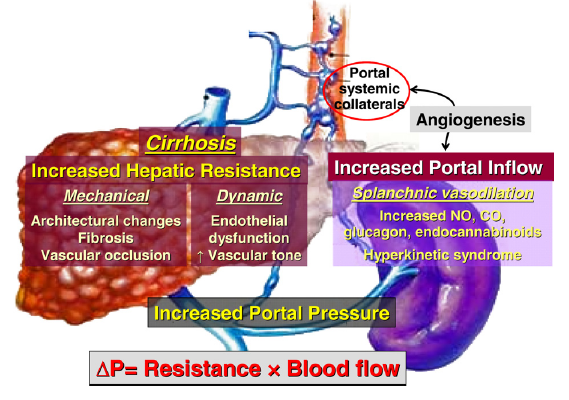 Portal
systemic
collaterals
Angiogenesis
Cirrhosis
Increased Hepatic Resistance
Mechanical
Architectural changes
Fibrosis
Vascular occlusion
Dynamic
Endothelial
dysfunction
↑ Vascular tone
Increased Portal Inflow
Splanchnic vasodilation
Increased NO, CO,
glucagon, endocannabinoids
Hyperkinetic syndrome
Increased Portal Pressure
ΔP= Resistance × Blood flow